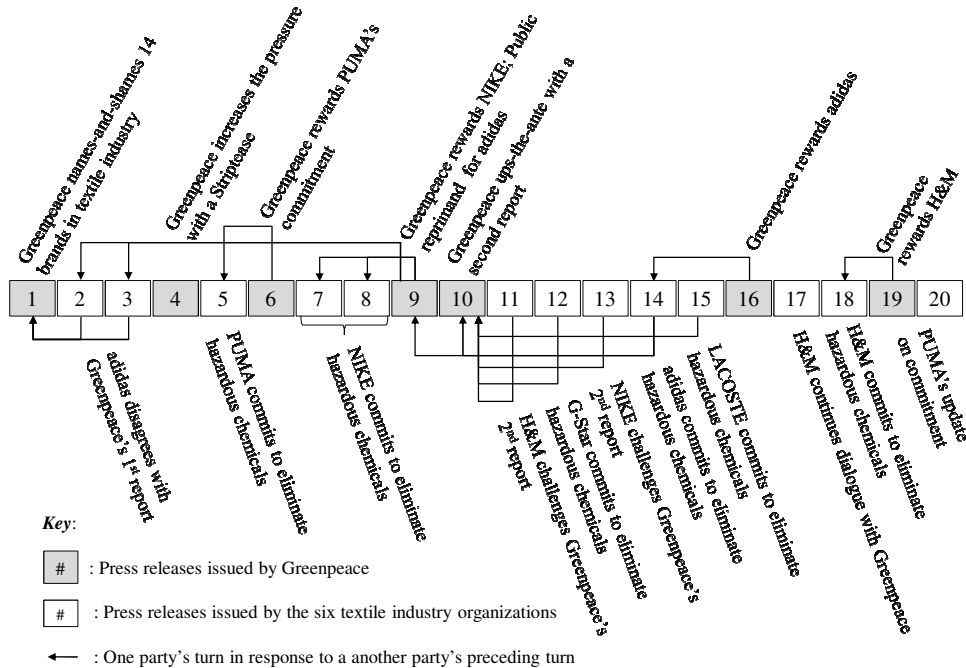 Greenpeace names-and-shames 14
brands in textile industry
Greenpeace increases the pressure
with a Striptease
Greenpeace rewards PUMA's
commitment
Greenpeace rewards NIKE; Public
reprimand for adidas
Greenpeace ups-the-ante with a
second report
Greenpeace rewards adidas
Greenpeace
rewards H&M
1 2 3 4 5 6 7 8 9 10 11 12 13 14 15 16 17 18 19 20
adidas disagrees with
Greenpeace's 1st report
PUMA commits to eliminate
hazardous chemicals
NIKE commits to eliminate
hazardous chemicals
H&M challenges Greenpeace's
2nd report
G-Star commits to eliminate
hazardous chemicals
NIKE challenges Greenpeace's
2nd report
adidas commits to eliminate
hazardous chemicals
LACOSTE commits to eliminate
hazardous chemicals
H&M continues dialogue with Greenpeace
H&M commits to eliminate
hazardous chemicals
PUMA's update
on commitment
Key:
# : Press releases issued by Greenpeace
# : Press releases issued by the six textile industry organizations
: One party's turn in response to a another party's preceding turn